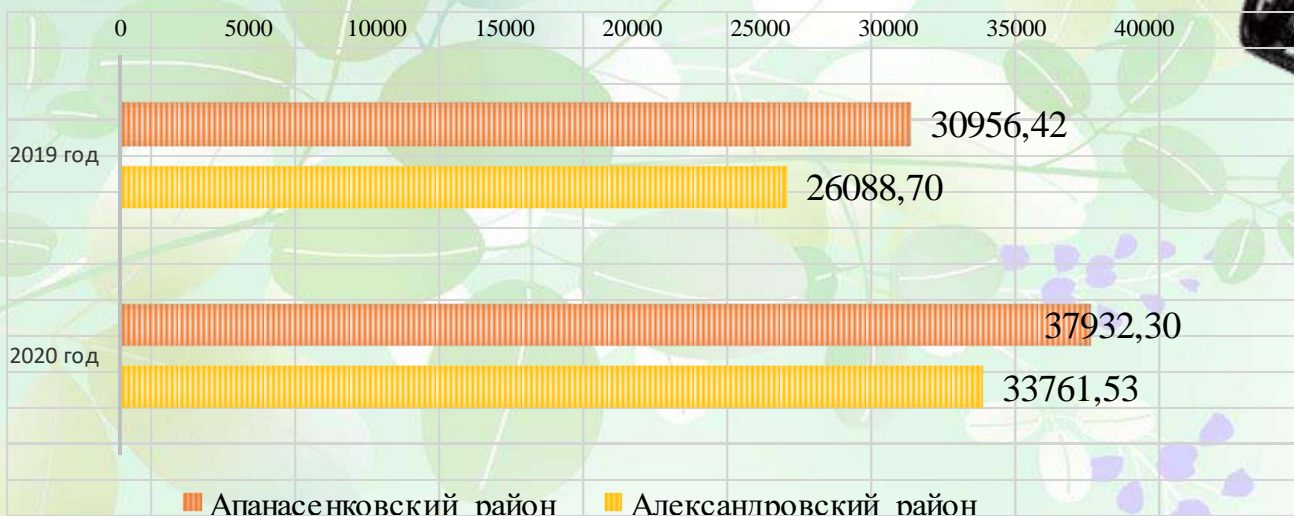 0 5000 10000 15000 20000 25000 30000 35000 40000
30956,42
2019 год
26088,70
37932,30
2020 год
33761,53
Апанасенковский район Александровский район